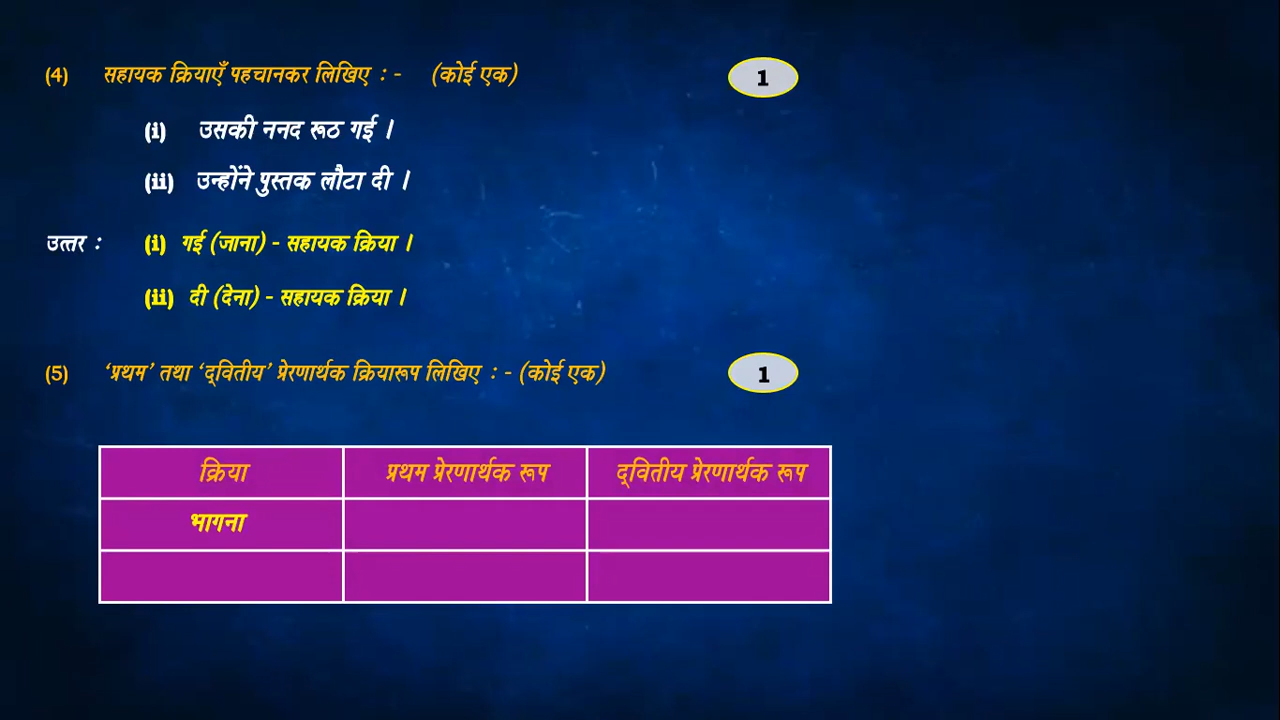 (4) सहायक क्रियाएँ पहचानकर लिखिए : - (कोई एक) 1
(i) उसकी ननद रूठ गई ।
(ii) उन्होंने पुस्तक लौटा दी ।
उत्तर : (i) गई (जाना) - सहायक क्रिया ।
(ii) दी (देना) - सहायक क्रिया ।
(5) ‘प्रथम’ तथा ‘द्‌वितीय’ प्रेरणार्थक क्रियारूप लिखिए : - (कोई एक) 1
क्रिया प्रथम प्रेरणार्थक रूप द्‌वितीय प्रेरणार्थक रूप
भागना